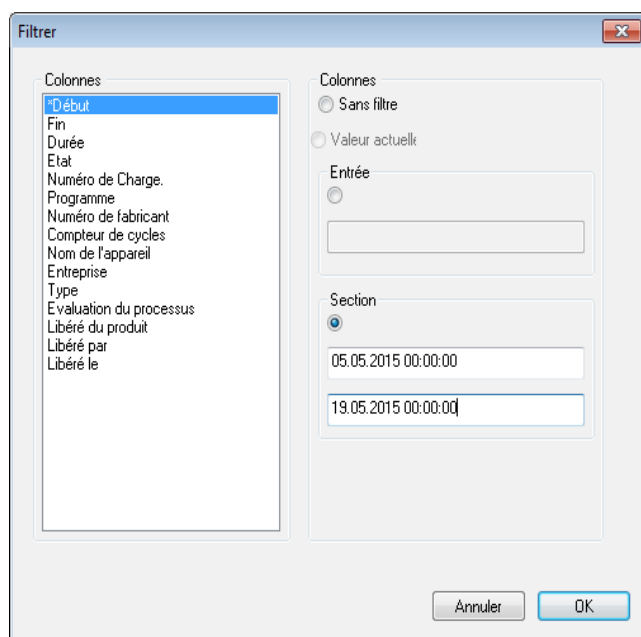 Filtrer
Colonnes
*Début
Fin
Durée
Etat
Numéro de Charge.
Programme
Numéro de fabricant
Compteur de cycles
Nom de l'appareil
Entreprise
Type
Evaluation du processus
Libéré du produit
Libéré par
Libéré le
Colonnes
Sans filtre
Valeur actuelle
Entrée
Section
05.05.2015 00:00:00
19.05.2015 00:00:00
Annuler
OK